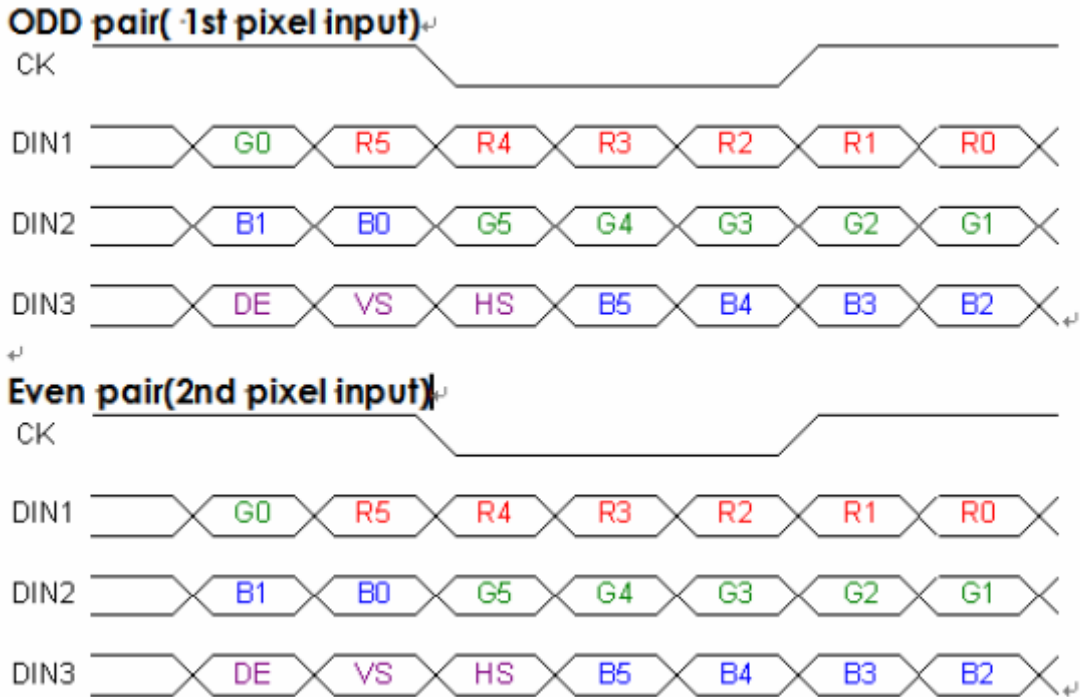 ODD pair( 1st pixel input)↵
CK
DIN1 G0 R5 R4 R3 R2 R1 R0
DIN2 B1 B0 G5 G4 G3 G2 G1
DIN3 DE VS HS B5 B4 B3 B2 ↵
↵
Even pair(2nd pixel input)↵
CK
DIN1 G0 R5 R4 R3 R2 R1 R0
DIN2 B1 B0 G5 G4 G3 G2 G1
DIN3 DE VS HS B5 B4 B3 B2 ↵